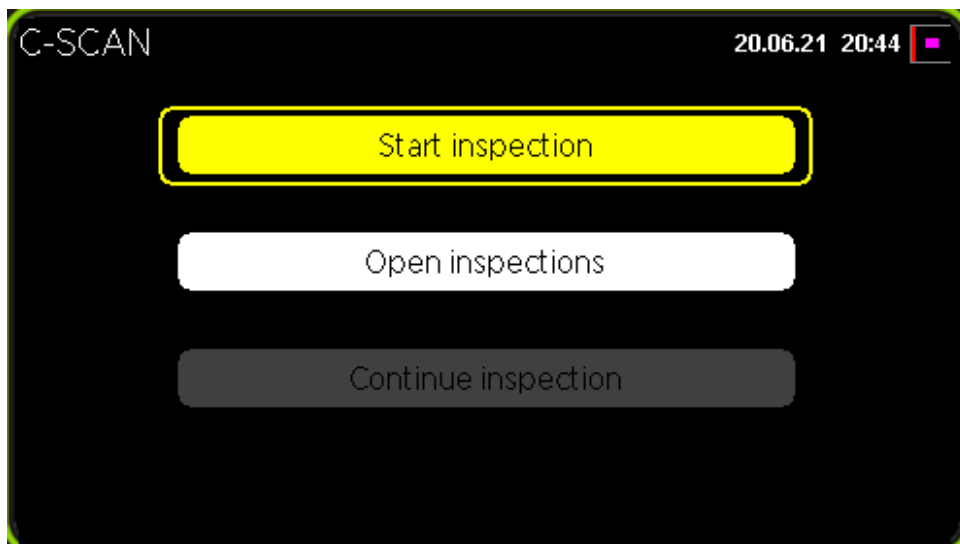 C-SCAN
20.06.21 20:44
Start inspection
Open inspections
Continue inspection